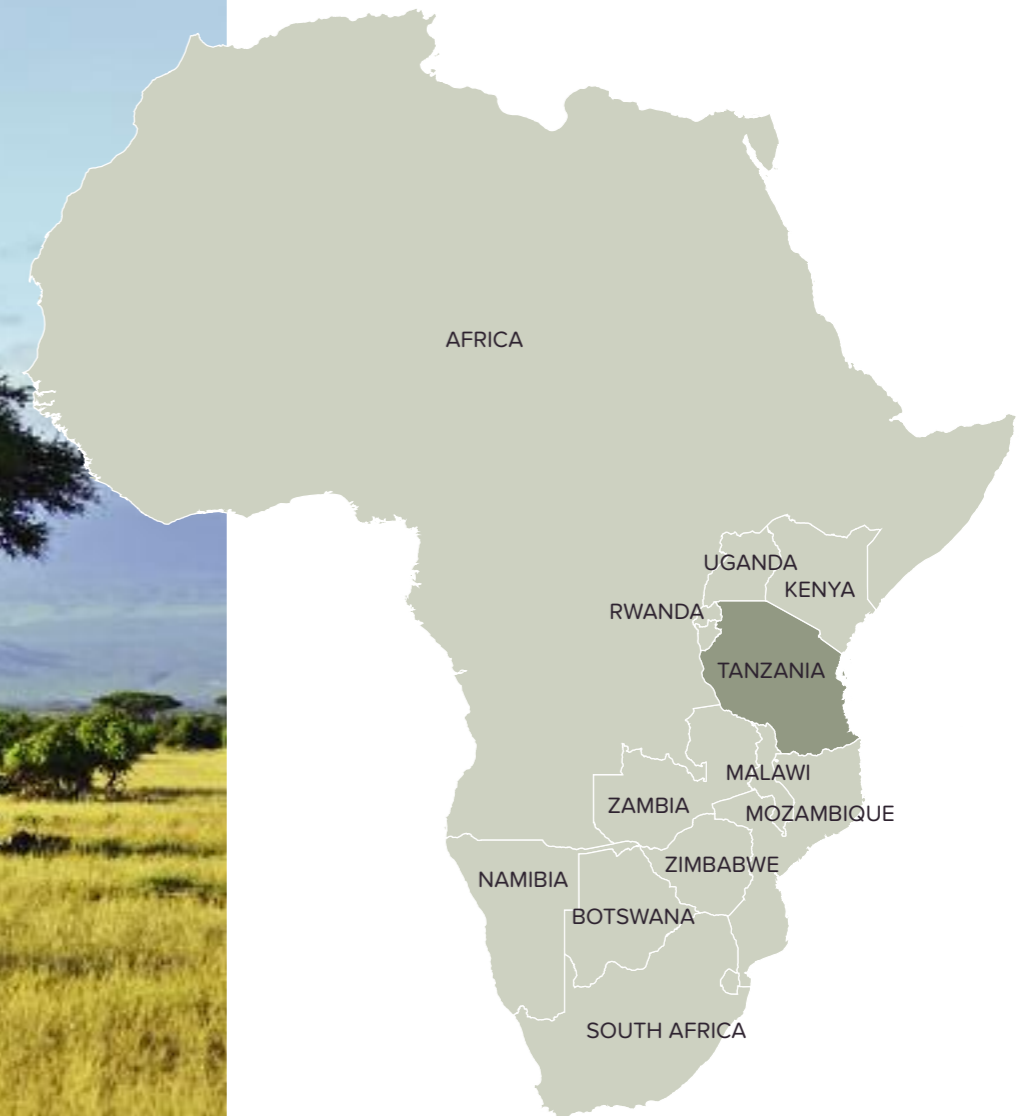 AFRICA
UGANDA
KENYA
RWANDA
TANZANIA
MALAWI
ZAMBIA
MOZAMBIQUE
ZIMBABWE
NAMIBIA
BOTSWANA
SOUTH AFRICA